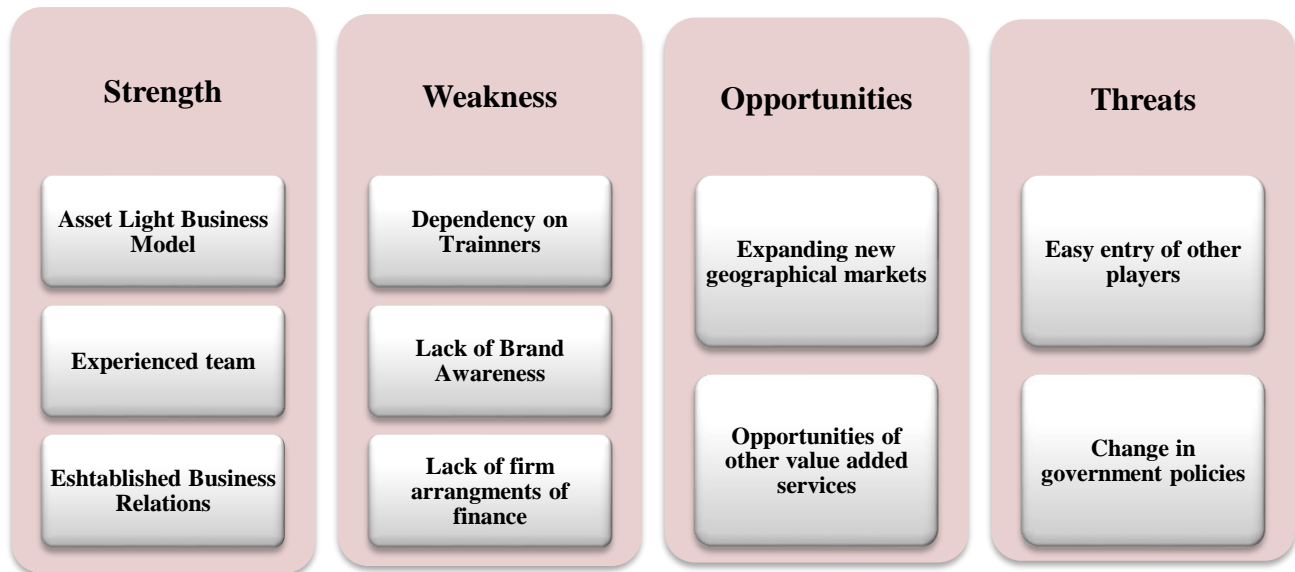 Strength
Asset Light Business
Model
Experienced team
Eshtablished Business
Relations
Weakness
Dependency on
Trainners
Lack of Brand
Awareness
Lack of firm
arrangments of
finance
Opportunities
Expanding new
geographical markets
Opportunities of
other value added
services
Threats
Easy entry of other
players
Change in
government policies